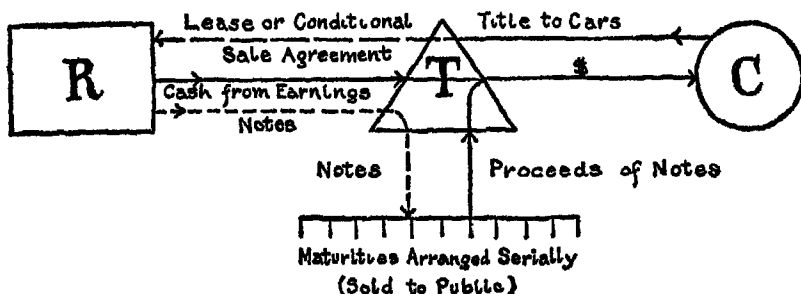 Lease or Conditional
Title to Cars
Sale Agreement
R
T
$
C
Cash from Earnings
Notes
Notes
Proceeds of Notes
Maturities Arranged Serially
(Sold to Public)